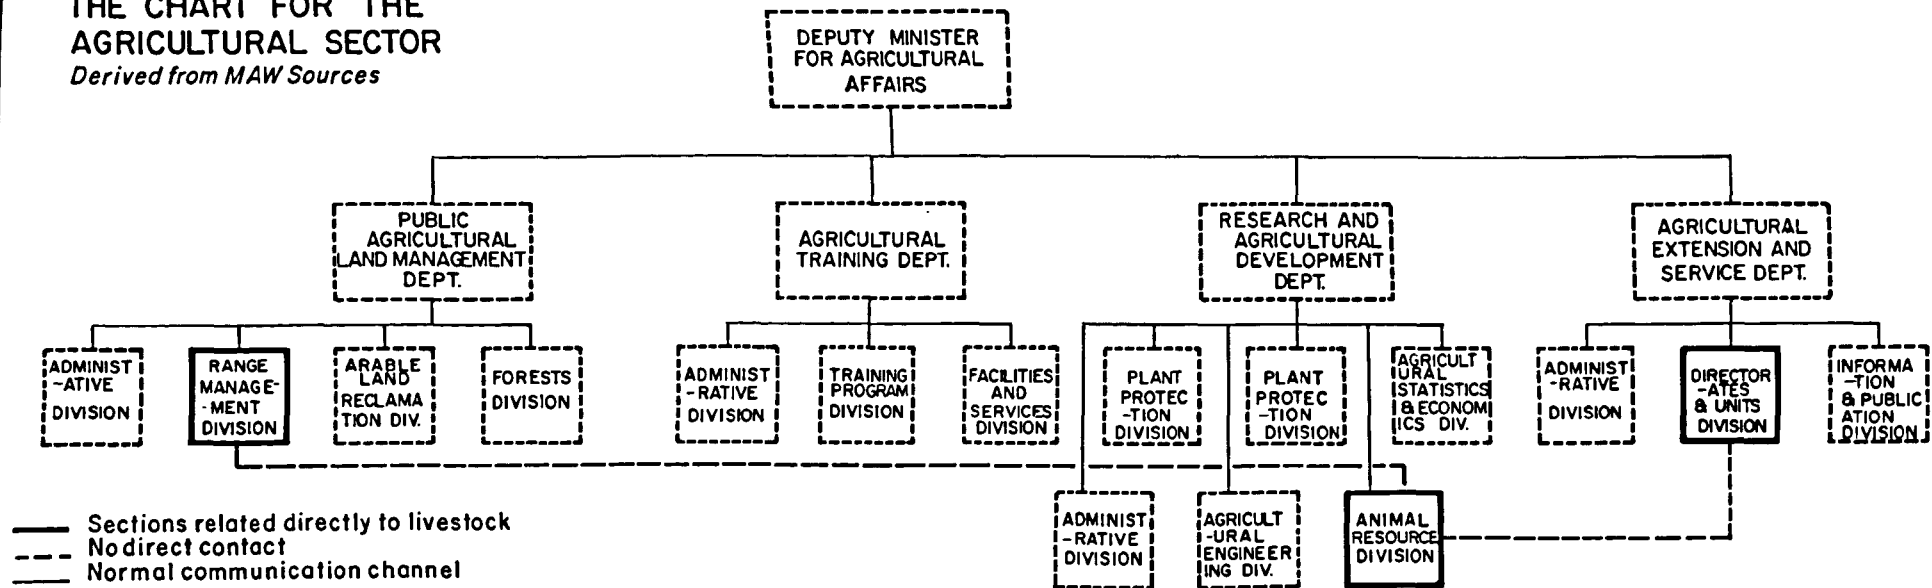 THE CHART FOR THE
AGRICULTURAL SECTOR
Derived from MAW Sources
DEPUTY MINISTER
FOR AGRICULTURAL
AFFAIRS
PUBLIC
AGRICULTURAL
LAND MANAGEMENT
DEPT.
AGRICULTURAL
TRAINING DEPT.
RESEARCH AND
AGRICULTURAL
DEVELOPMENT
DEPT.
AGRICULTURAL
EXTENSION AND
SERVICE DEPT.
ADMINIST
-ATIVE
DIVISION
RANGE
MANAGE-
-MENT
DIVISION
ARABLE
LAND
RECLAMA
TION DIV.
FORESTS
DIVISION
ADMINIST
-RATIVE
DIVISION
TRAINING
PROGRAM
DIVISION
FACILITIES
AND
SERVICES
DIVISION
PLANT
PROTEC
-TION
DIVISION
PLANT
PROTEC
-TION
DIVISION
AGRICULT
URAL
STATISTICS
& ECONOM
ICS DIV.
ADMINIST
-RATIVE
DIVISION
DIRECTOR
-ATES
& UNITS
DIVISION
INFORMA
-TION
& PUBLIC
ATION
DIVISION
ADMINIST
-RATIVE
DIVISION
AGRICULT
-URAL
ENGINEER
ING DIV.
ANIMAL
RESOURCE
DIVISION
Sections related directly to livestock
No direct contact
Normal communication channel